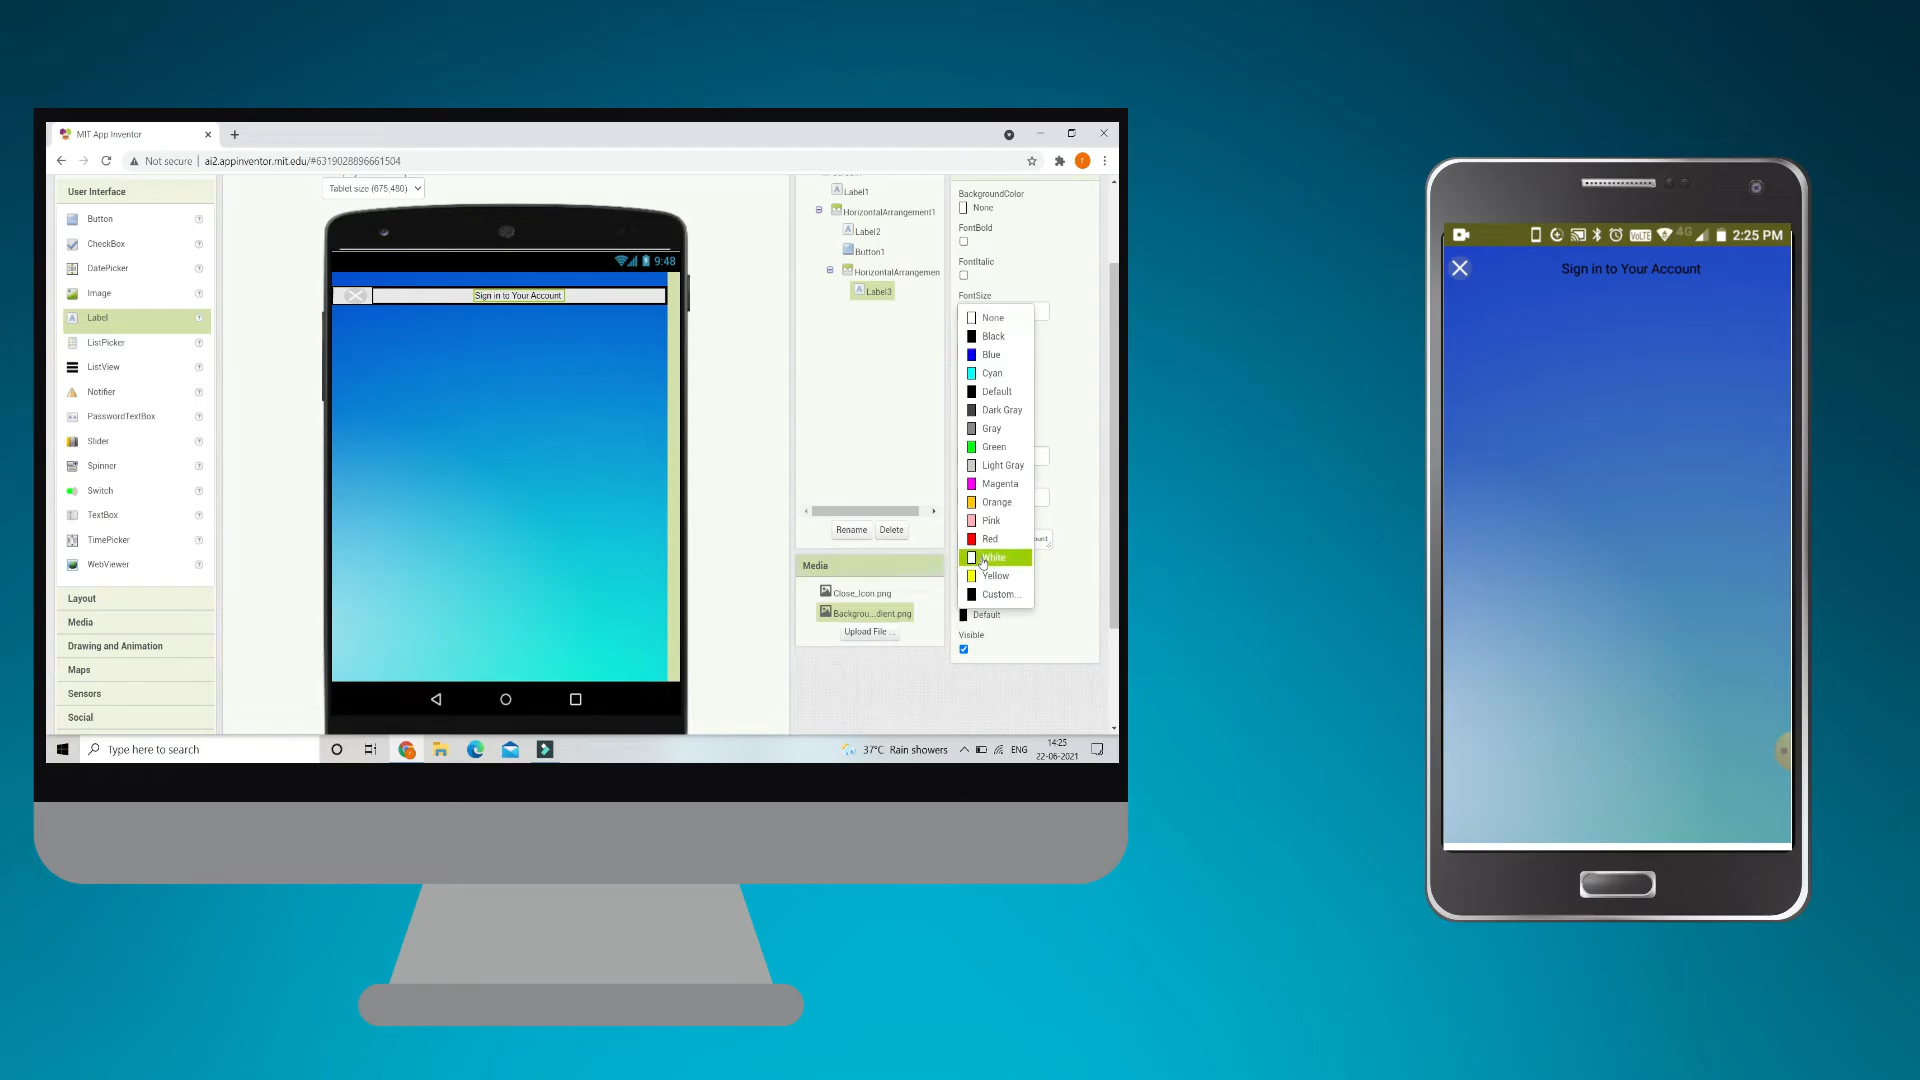 MIT App Inventor
Not secure
ai2.appinventor.mit.edu/#6319028896661504
User Interface
Button
CheckBox
DatePicker
Image
Label
ListPicker
ListView
Notifier
PasswordTextBox
Slider
Spinner
Switch
TextBox
TimePicker
WebViewer
Layout
Media
Drawing and Animation
Maps
Sensors
Social
Tablet size (675,480)
9:48
Sign in to Your Account
Label1
HorizontalArrangement1
Label2
Button1
HorizontalArrangemen
Label3
Rename
Delete
Media
Close_Icon.png
Backgrou...dient.png
Upload File ...
BackgroundColor
None
FontBold
FontItalic
FontSize
None
Black
Blue
Cyan
Default
Dark Gray
Gray
Green
Light Gray
Magenta
Orange
Pink
Red
White
Yellow
Custom...
ount
Default
Visible
Type here to search
37°C Rain showers
ENG
14:25
22-06-2021
VoLTE
4G
2:25 PM
Sign in to Your Account